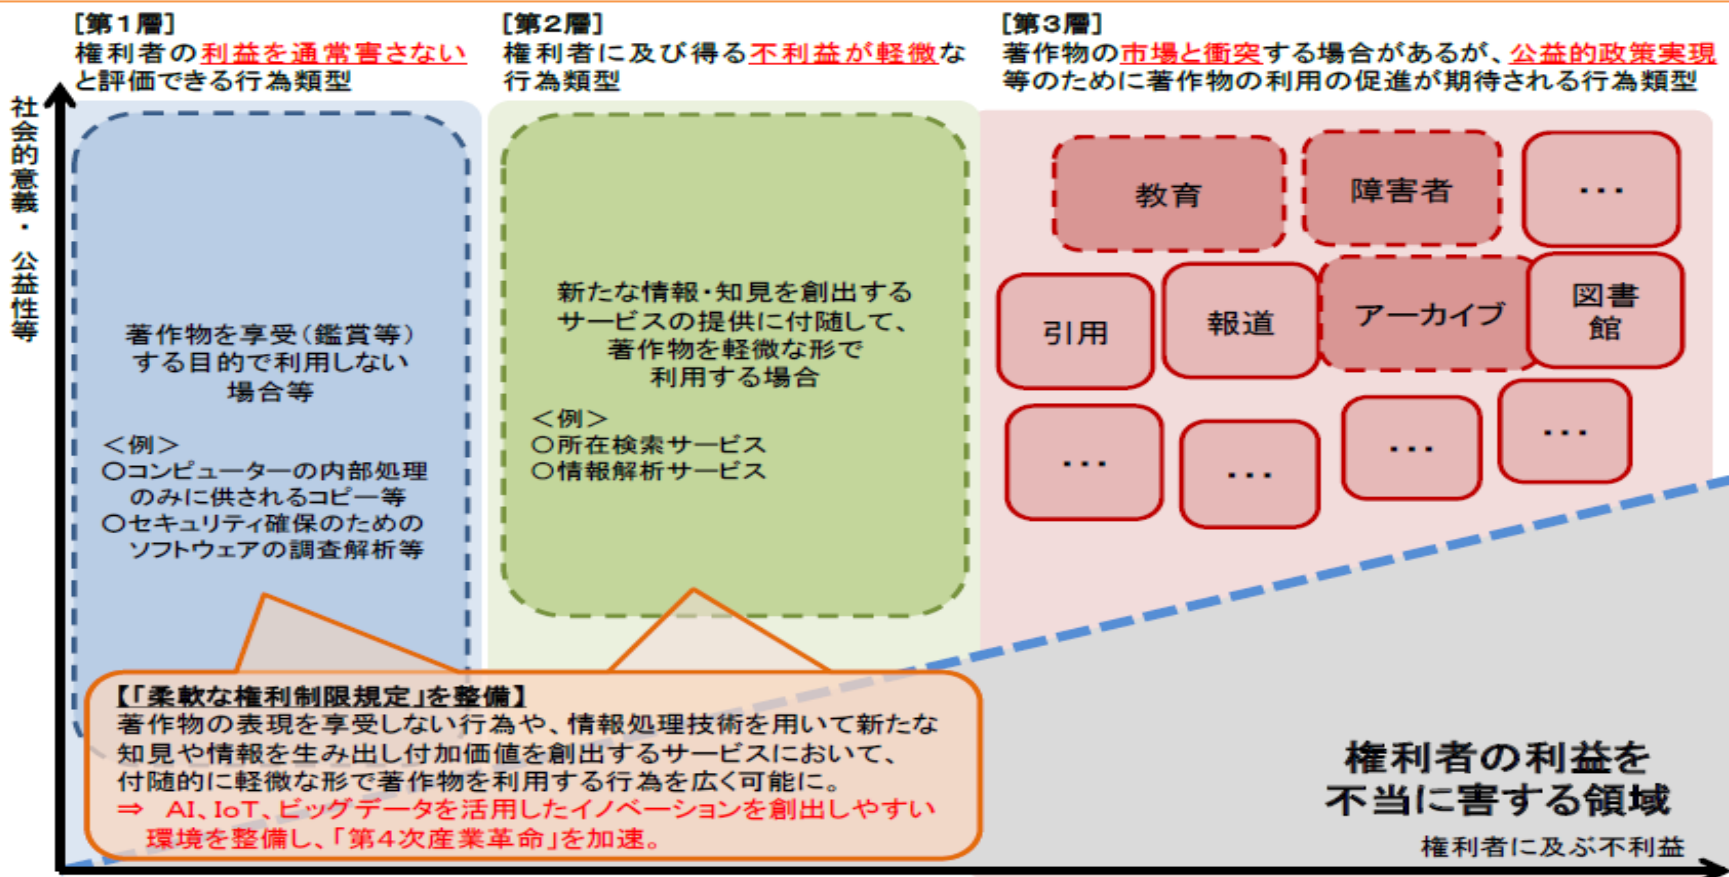 [第1層]
権利者の利益を通常害さない
と評価できる行為類型
[第2層]
権利者に及び得る不利益が軽微な
行為類型
[第3層]
著作物の市場と衝突する場合があるが、公益的政策実現
等のために著作物の利用の促進が期待される行為類型
社会的意義・公益性等
著作物を享受(鑑賞等)
する目的で利用しない
場合等
<例>
○コンピューターの内部処理
のみに供されるコピー等
○セキュリティ確保のための
ソフトウェアの調査解析等
新たな情報・知見を創出する
サービスの提供に付随して、
著作物を軽微な形で
利用する場合
<例>
○所在検索サービス
○情報解析サービス
教育
障害者
・・・
引用
報道
アーカイブ
図書
館
・・・
・・・
・・・
・・・
【「柔軟な権利制限規定」を整備】
著作物の表現を享受しない行為や、情報処理技術を用いて新たな
知見や情報を生み出し付加価値を創出するサービスにおいて、
付随的に軽微な形で著作物を利用する行為を広く可能に。
⇒ AI、IoT、ビッグデータを活用したイノベーションを創出しやすい
環境を整備し、「第4次産業革命」を加速。
権利者の利益を
不当に害する領域
権利者に及ぶ不利益